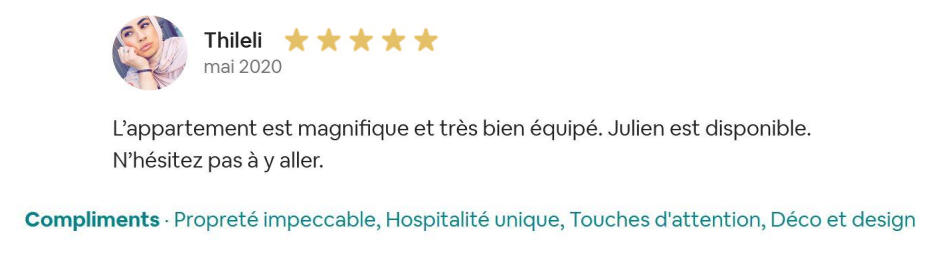 Thileli
mai 2020
L’appartement est magnifique et très bien équipé. Julien est disponible.
N’hésitez pas à y aller.
Compliments · Propreté impeccable, Hospitalité unique, Touches d'attention, Déco et design